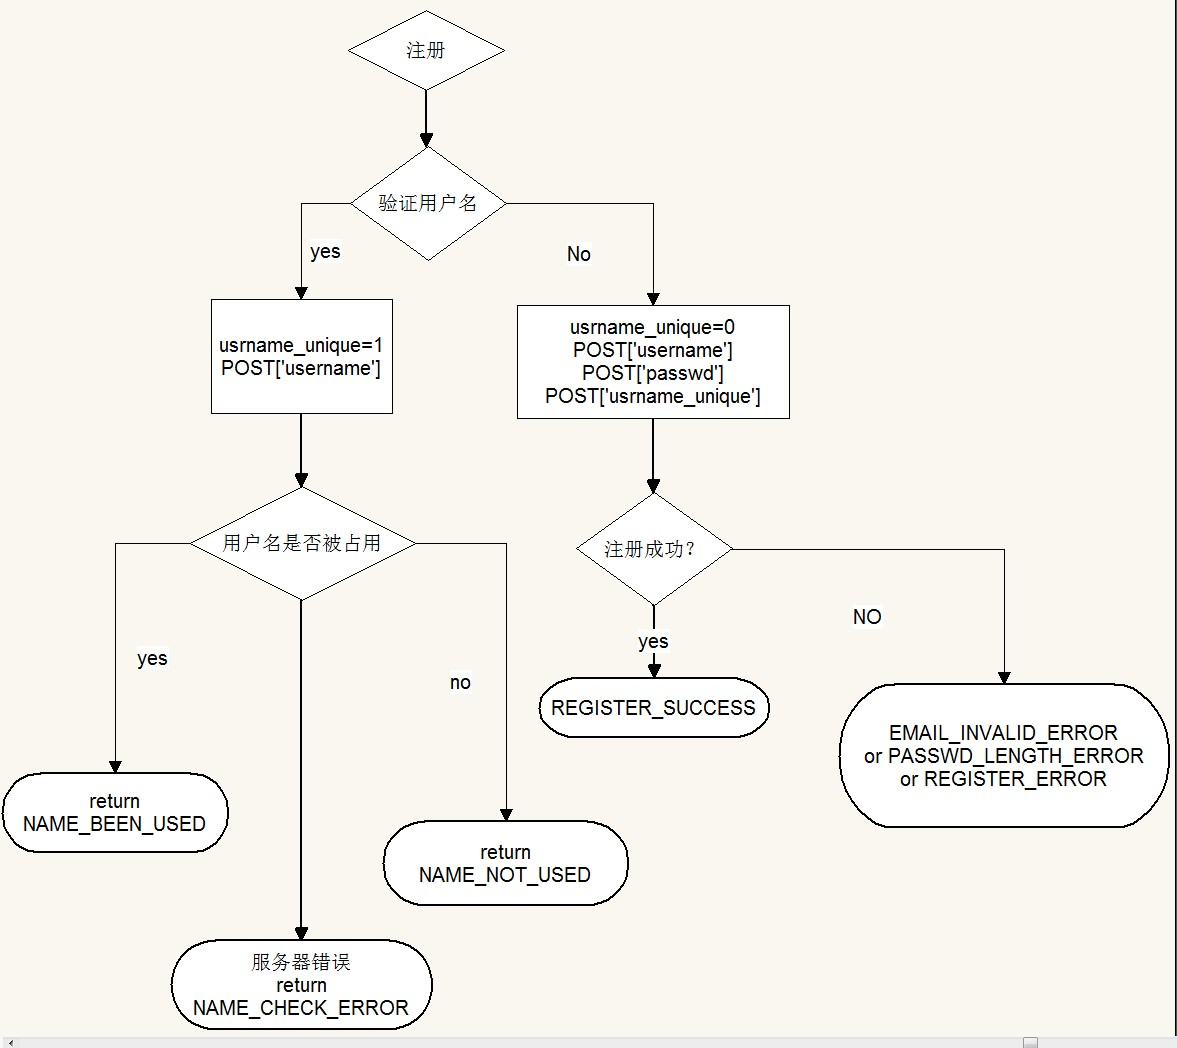 注册
验证用户名
yes
No
usrname_unique=1
POST['username']
usrname_unique=0
POST['username']
POST['passwd']
POST['usrname_unique']
用户名是否被占用
注册成功？
yes
no
yes
NO
REGISTER_SUCCESS
EMAIL_INVALID_ERROR
or PASSWD_LENGTH_ERROR
or REGISTER_ERROR
return
NAME_BEEN_USED
return
NAME_NOT_USED
服务器错误
return
NAME_CHECK_ERROR